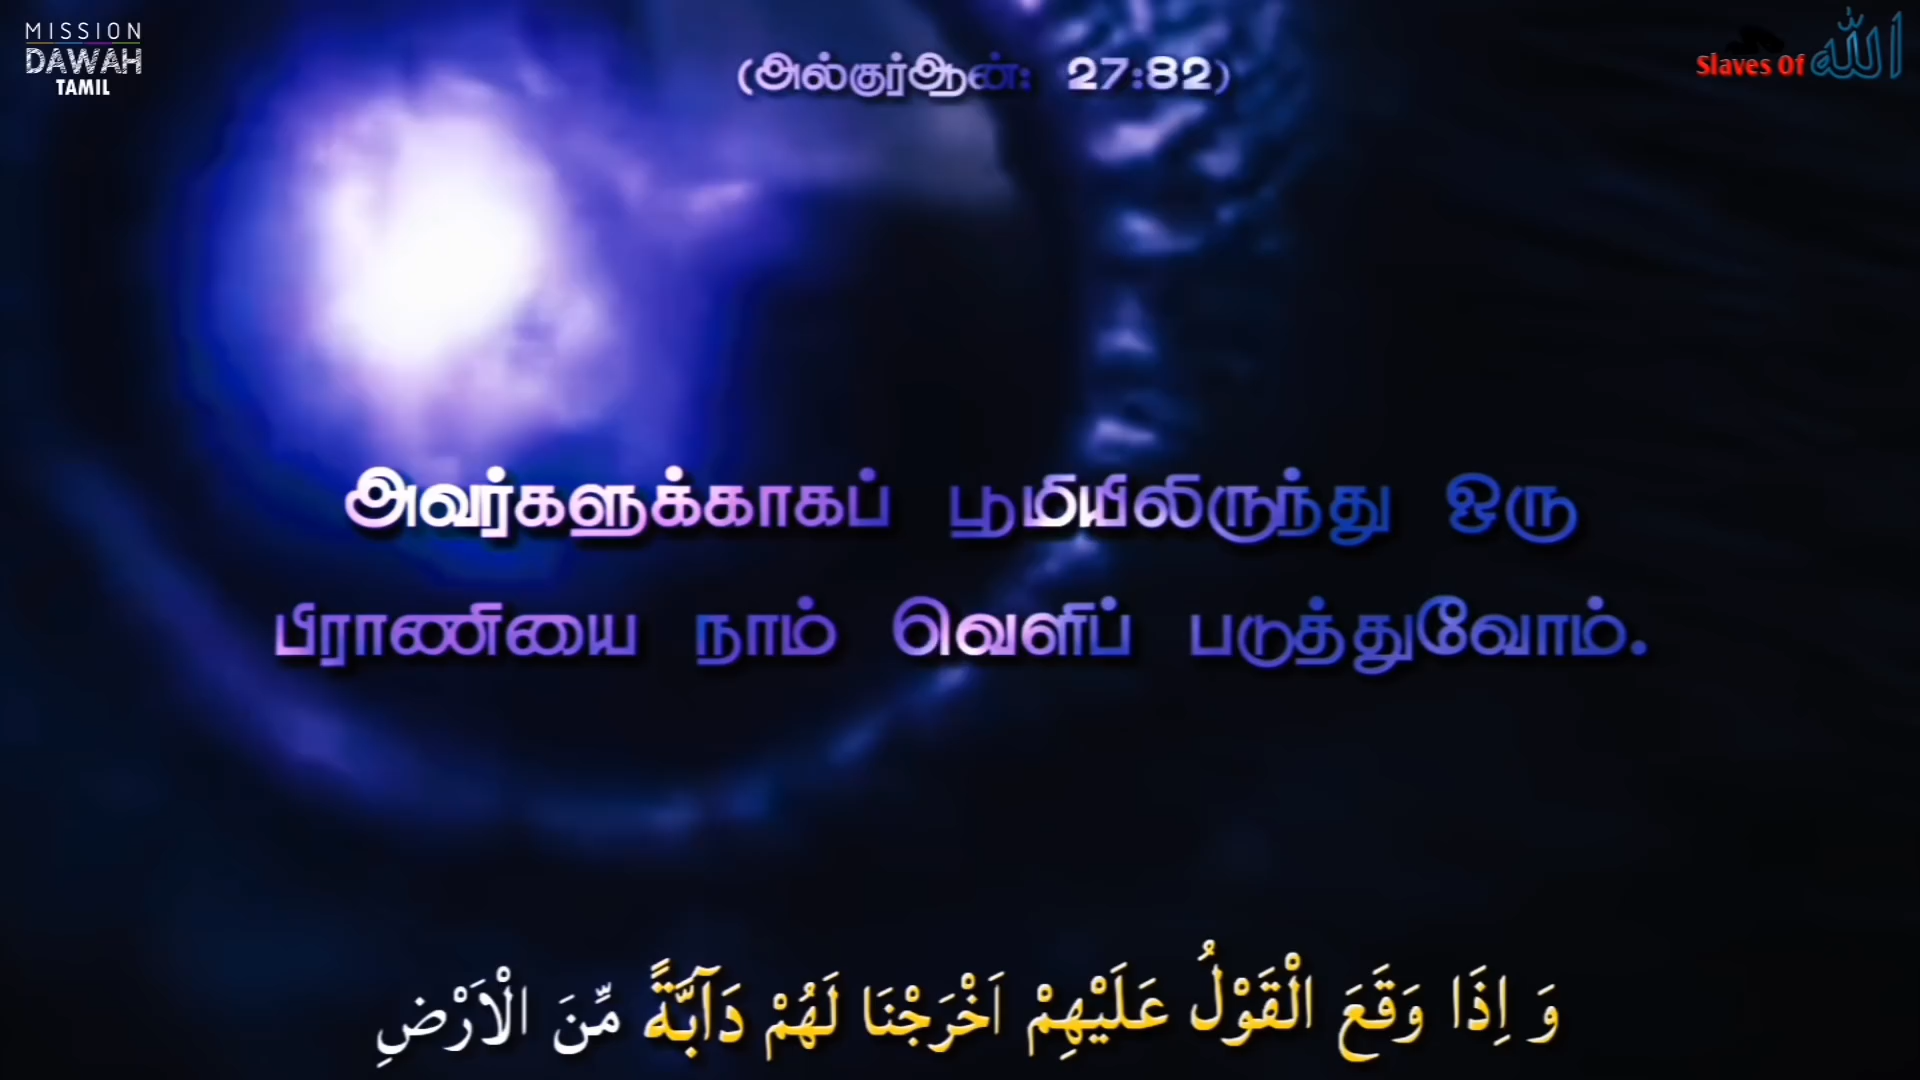 MISSION
DAWAH
TAMIL
(அல்குர்ஆன்: 27:82)
Slaves Of الله
அவர்களுக்காகப் பூமியிலிருந்து ஒரு
பிராணியை நாம் வெளிப் படுத்துவோம்.
وَ اِذَا وَقَعَ الْقَوْلُ عَلَيْهِمْ اَخْرَجْنَا لَهُمْ دَآبَّةً مِّنَ الْاَرْضِ